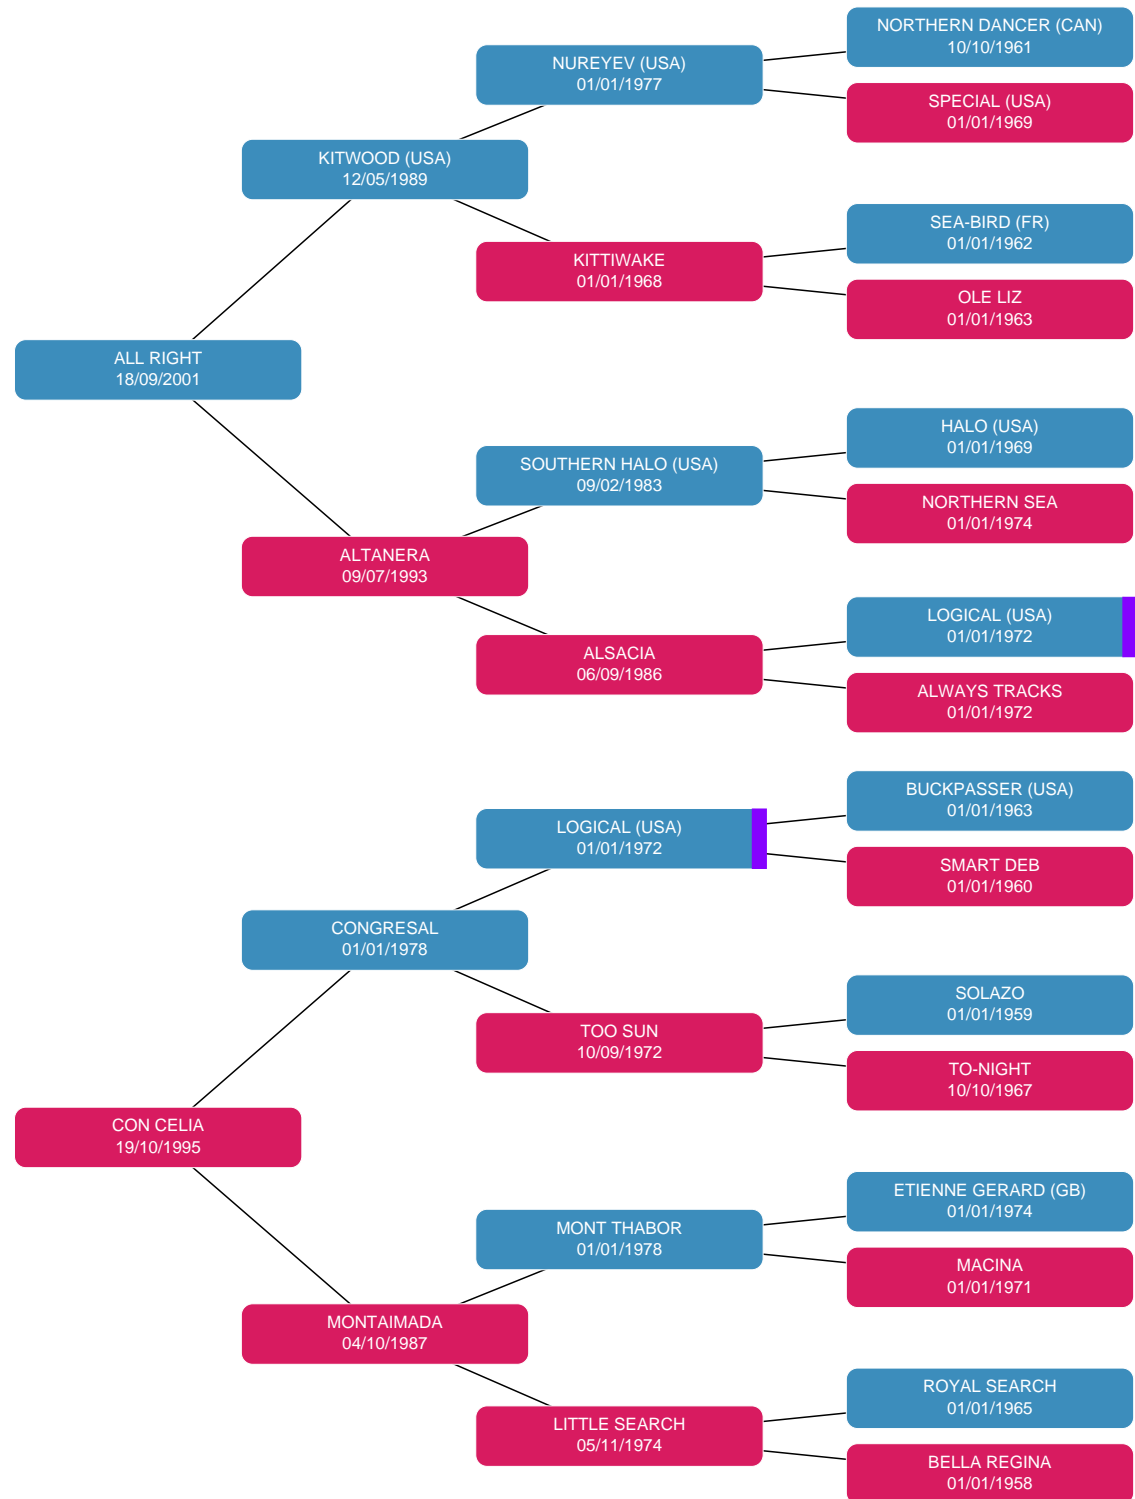 NORTHERN DANCER (CAN)
10/10/1961
NUREYEV (USA)
01/01/1977
SPECIAL (USA)
01/01/1969
KITWOOD (USA)
12/05/1989
SEA-BIRD (FR)
01/01/1962
KITTIWAKE
01/01/1968
OLE LIZ
01/01/1963
ALL RIGHT
18/09/2001
HALO (USA)
01/01/1969
SOUTHERN HALO (USA)
09/02/1983
NORTHERN SEA
01/01/1974
ALTANERA
09/07/1993
LOGICAL (USA)
01/01/1972
ALSACIA
06/09/1986
ALWAYS TRACKS
01/01/1972
BUCKPASSER (USA)
01/01/1963
LOGICAL (USA)
01/01/1972
SMART DEB
01/01/1960
CONGRESAL
01/01/1978
SOLAZO
01/01/1959
TOO SUN
10/09/1972
TO-NIGHT
10/10/1967
CON CELIA
19/10/1995
ETIENNE GERARD (GB)
01/01/1974
MONT THABOR
01/01/1978
MACINA
01/01/1971
MONTAIMADA
04/10/1987
ROYAL SEARCH
01/01/1965
LITTLE SEARCH
05/11/1974
BELLA REGINA
01/01/1958